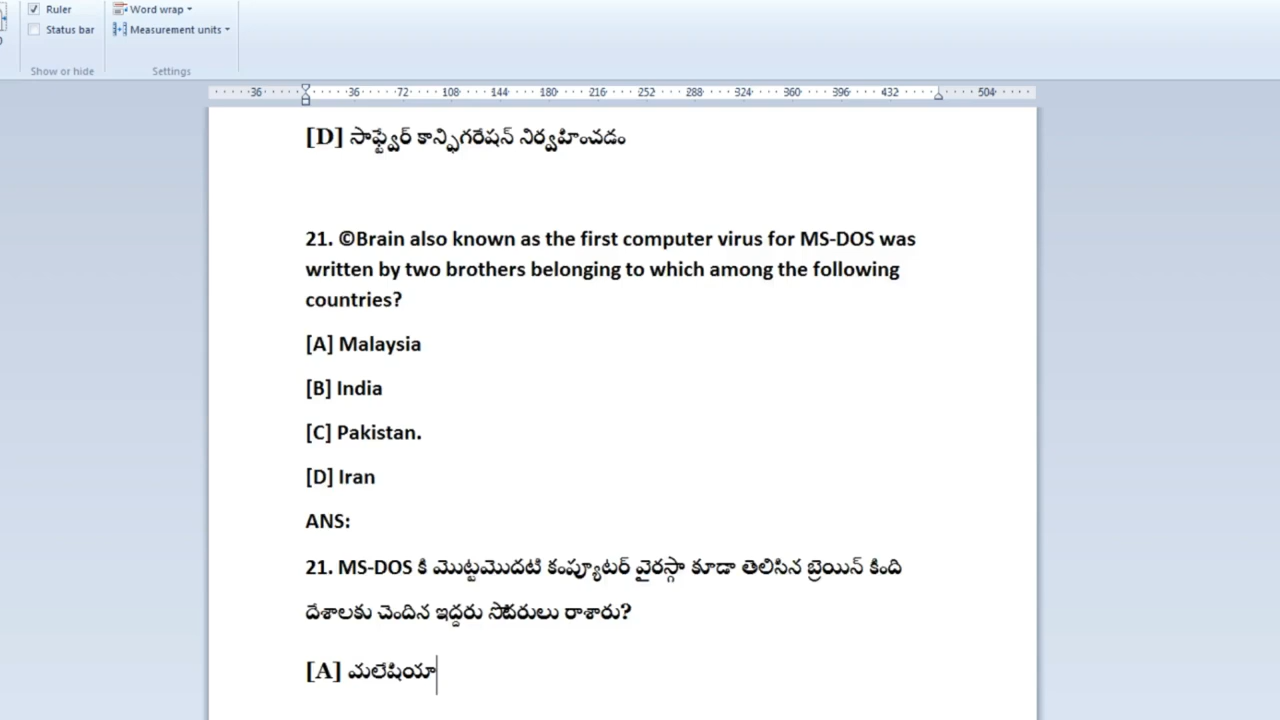 Ruler
Word wrap
Status bar
Measurement units
Show or hide
Settings
36 36 72 108 144 180 216 252 288 324 360 396 432 504
[D] సాఫ్ట్వేర్ కాన్ఫిగరేషన్ నిర్వహించడం
21. ©Brain also known as the first computer virus for MS-DOS was
written by two brothers belonging to which among the following
countries?
[A] Malaysia
[B] India
[C] Pakistan.
[D] Iran
ANS:
21. MS-DOS కి మొట్టమొదటి కంప్యూటర్ వైరస్గా కూడా తెలిసిన బ్రెయిన్ కింది
దేశాలకు చెందిన ఇద్దరు సోదరులు రాశారు?
[A] మలేషియా